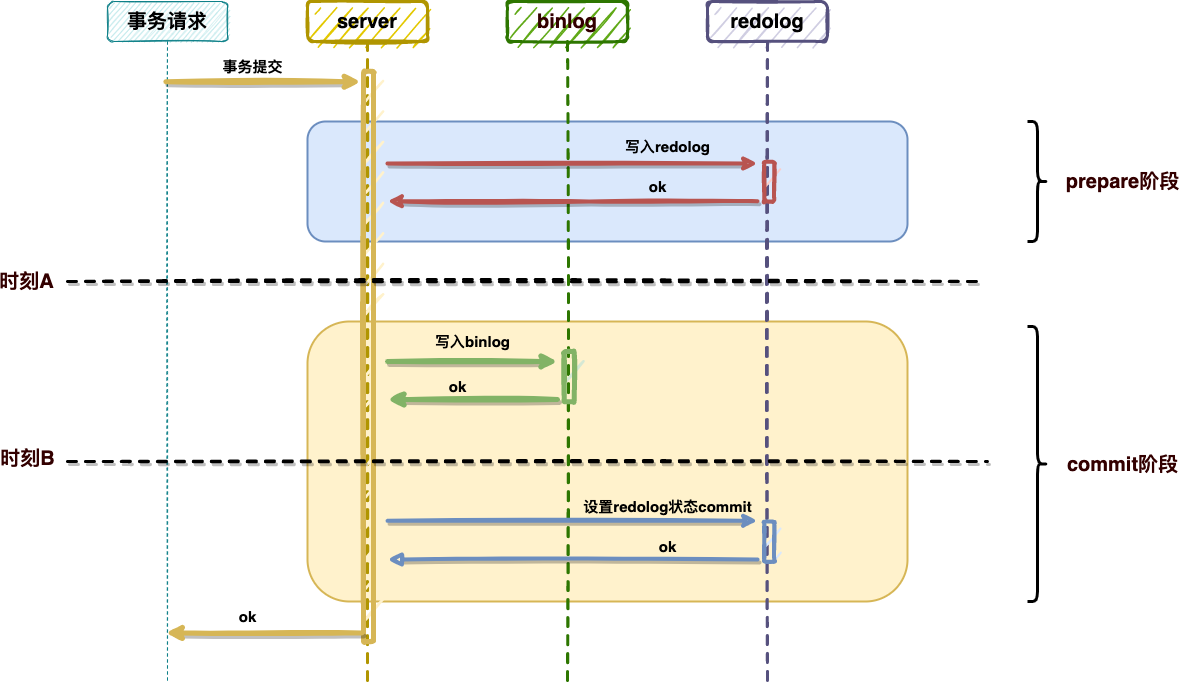 事务请求
server
binlog
redolog
事务提交
写入redolog
ok
prepare阶段
时刻A
写入binlog
ok
时刻B
commit阶段
设置redolog状态commit
ok
ok